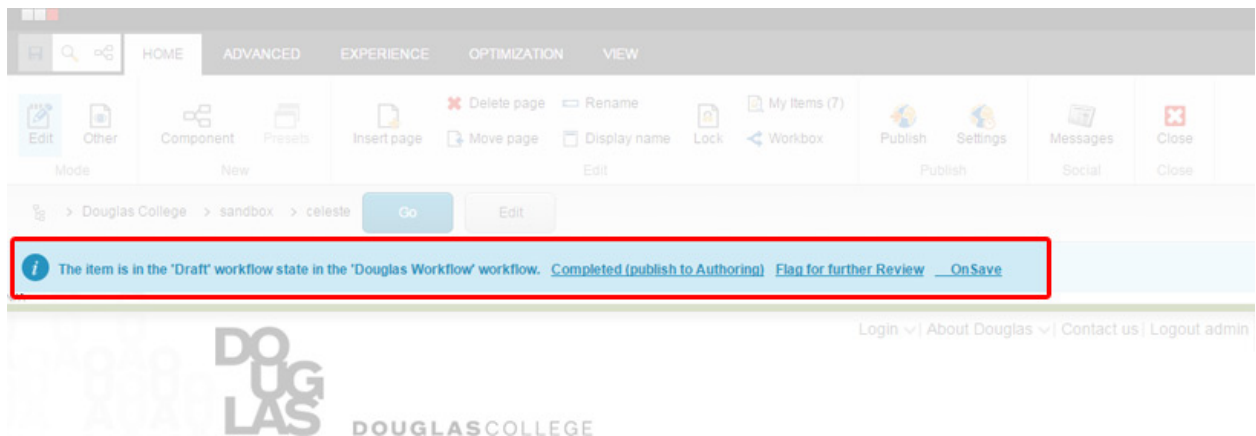 HOME ADVANCED EXPERIENCE OPTIMIZATION VIEW
Delete page Rename My Items (7)
Edit Other Component Presets Insert page Move page Display name Lock Workbox Publish Settings Messages Close
Mode New Edit Publish Social Close
> Douglas College > sandbox > celeste Go Edit
i The item is in the 'Draft' workflow state in the 'Douglas Workflow' workflow. Completed (publish to Authoring) Flag for further Review __OnSave
Login | About Douglas | Contact us | Logout admin
DO
UG
LAS
DOUGLASCOLLEGE